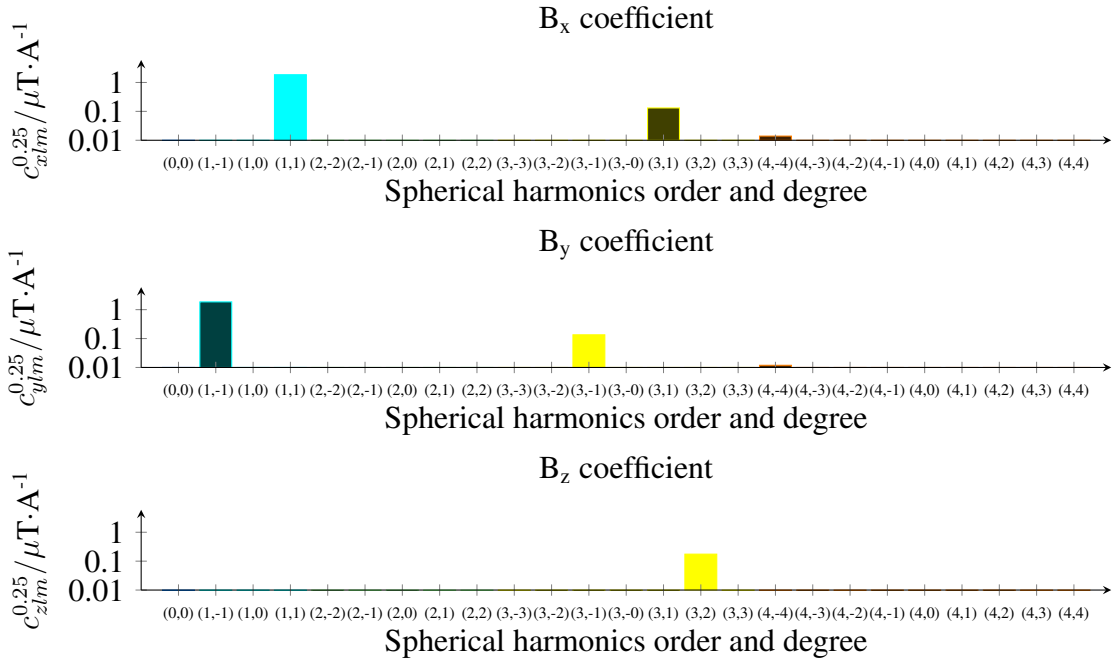 B_x coefficient
c^{0.25}_{xlm}/μT·A^{-1}
1
0.1
0.01
(0,0) (1,-1) (1,0) (1,1) (2,-2) (2,-1) (2,0) (2,1) (2,2) (3,-3) (3,-2) (3,-1) (3,-0) (3,1) (3,2) (3,3) (4,-4) (4,-3) (4,-2) (4,-1) (4,0) (4,1) (4,2) (4,3) (4,4)
Spherical harmonics order and degree
B_y coefficient
c^{0.25}_{ylm}/μT·A^{-1}
1
0.1
0.01
(0,0) (1,-1) (1,0) (1,1) (2,-2) (2,-1) (2,0) (2,1) (2,2) (3,-3) (3,-2) (3,-1) (3,-0) (3,1) (3,2) (3,3) (4,-4) (4,-3) (4,-2) (4,-1) (4,0) (4,1) (4,2) (4,3) (4,4)
Spherical harmonics order and degree
B_z coefficient
c^{0.25}_{zlm}/μT·A^{-1}
1
0.1
0.01
(0,0) (1,-1) (1,0) (1,1) (2,-2) (2,-1) (2,0) (2,1) (2,2) (3,-3) (3,-2) (3,-1) (3,-0) (3,1) (3,2) (3,3) (4,-4) (4,-3) (4,-2) (4,-1) (4,0) (4,1) (4,2) (4,3) (4,4)
Spherical harmonics order and degree